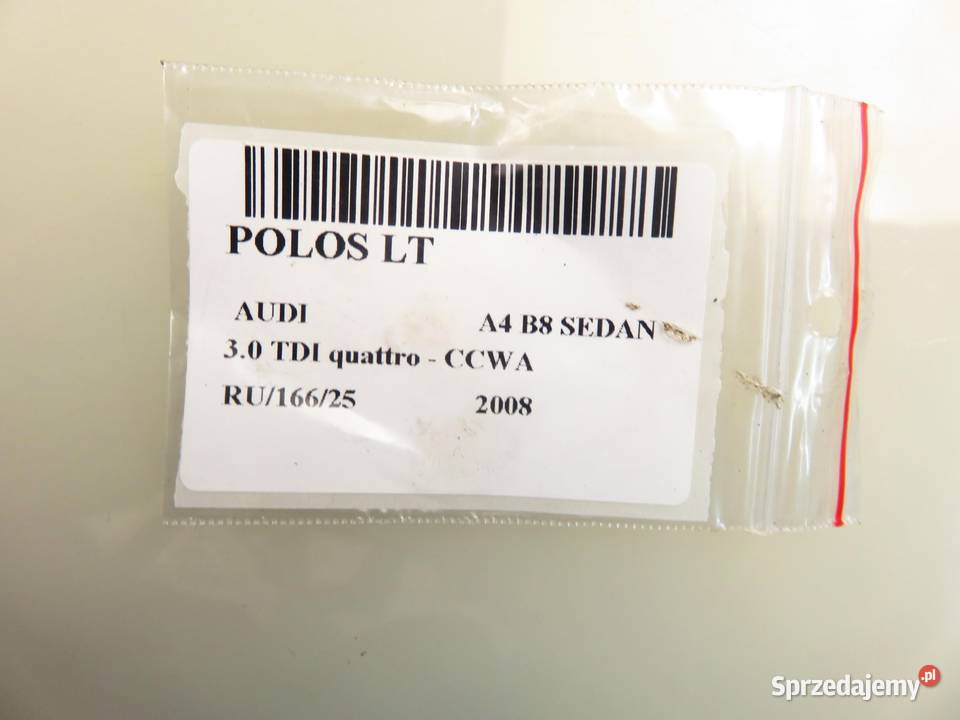 POLOS LT
AUDI A4 B8 SEDAN
3.0 TDI quattro - CCWA
RU/166/25 2008
Sprzedajemy.pl